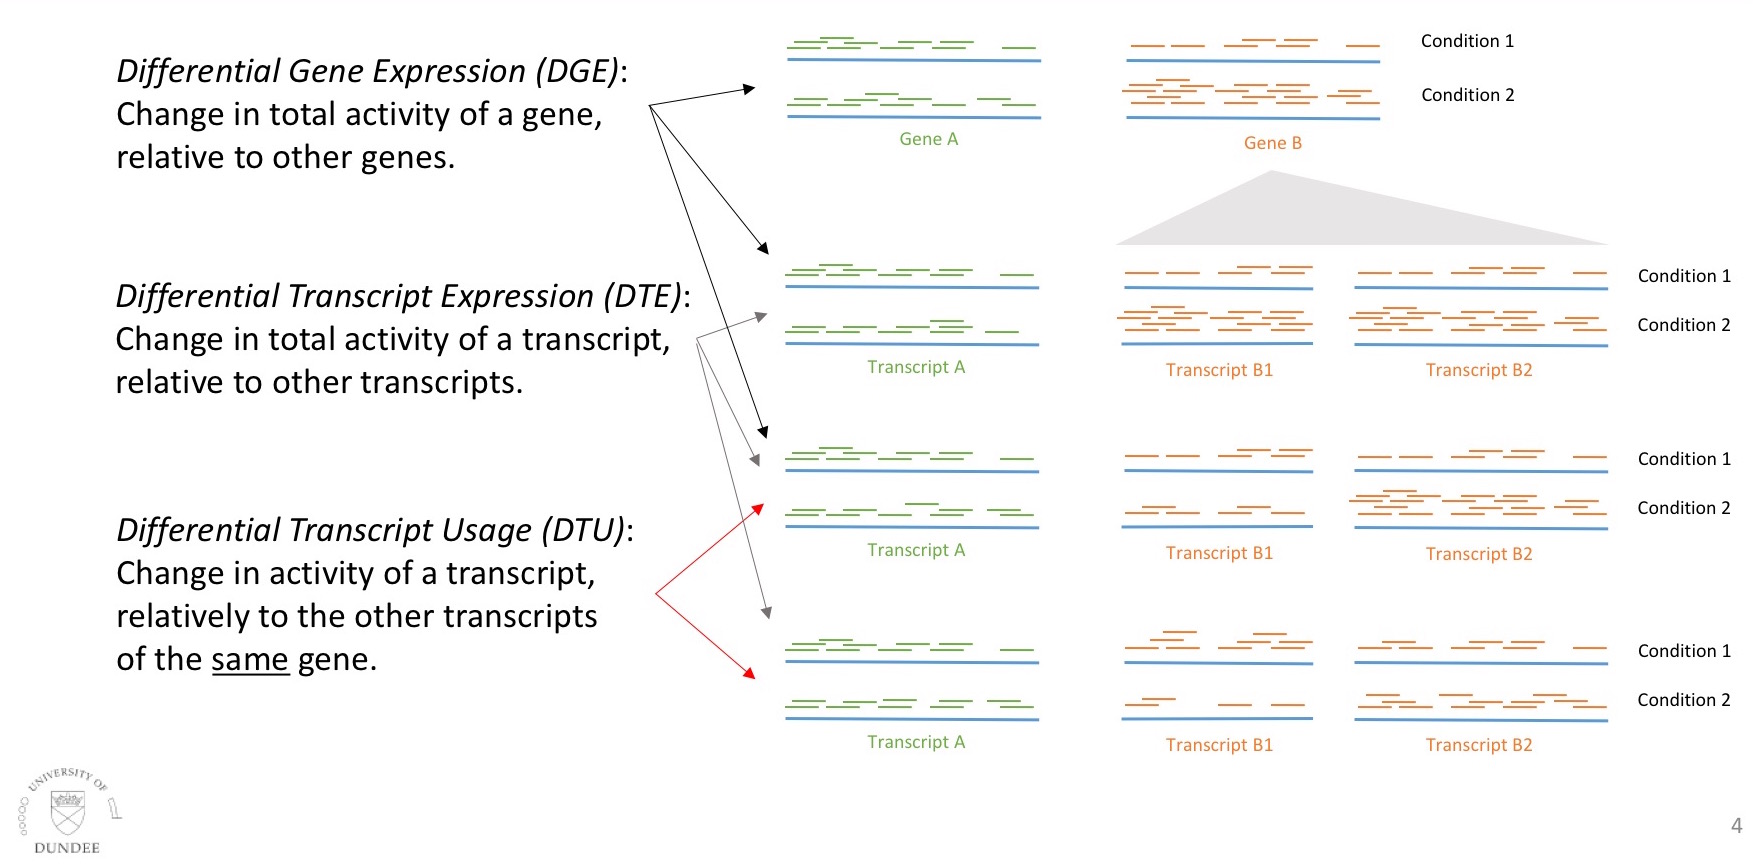 Differential Gene Expression (DGE):
Change in total activity of a gene,
relative to other genes.
Condition 1
Condition 2
Gene A
Gene B
Differential Transcript Expression (DTE):
Change in total activity of a transcript,
relative to other transcripts.
Condition 1
Condition 2
Transcript A
Transcript B1
Transcript B2
Differential Transcript Usage (DTU):
Change in activity of a transcript,
relatively to the other transcripts
of the same gene.
Condition 1
Condition 2
Transcript A
Transcript B1
Transcript B2
Condition 1
Condition 2
Transcript A
Transcript B1
Transcript B2
UNIVERSITY OF
DUNDEE
4